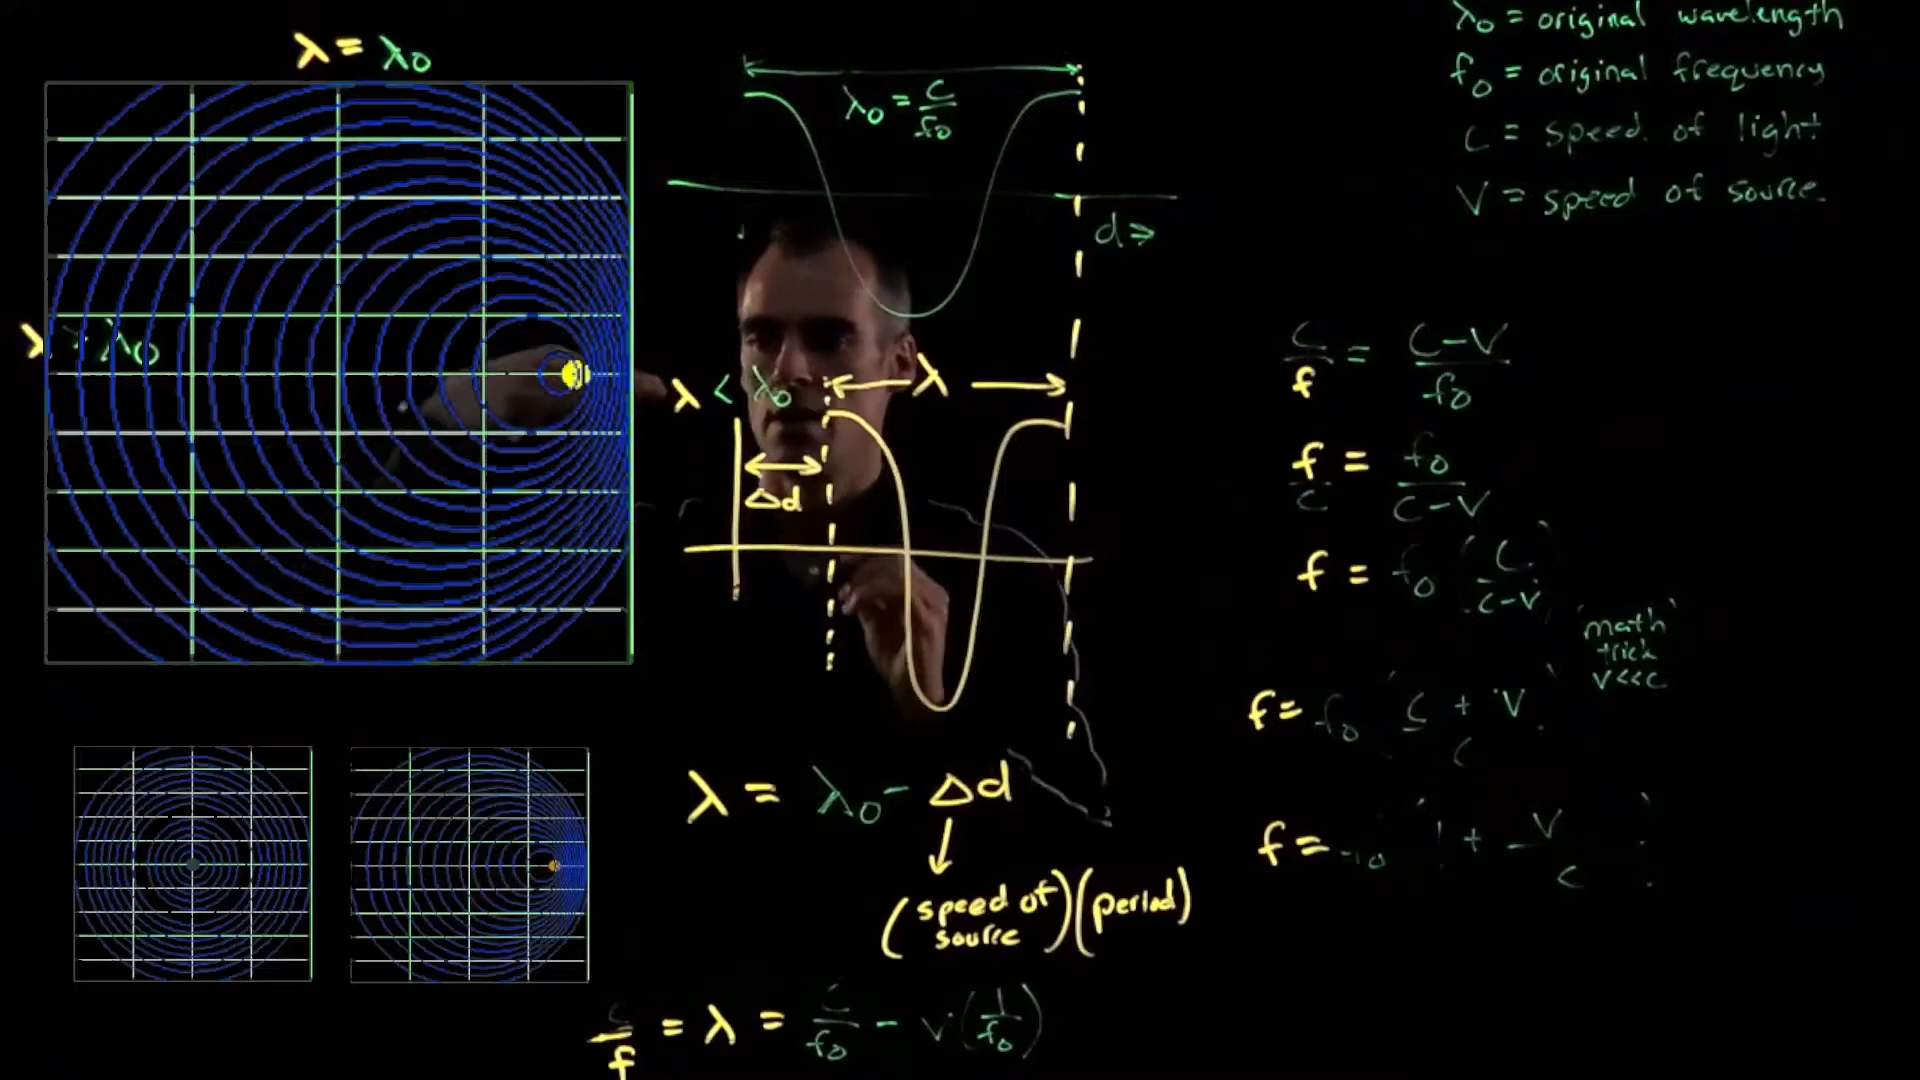 λ = λ₀
λ > λ₀
λ₀ = c/f₀
d →
λ < λ₀
λ
Δd
λ = λ₀ - Δd
(speed of source)(period)
c/f = λ = c/f₀ - v(1/f₀)
λ₀ = original wavelength
f₀ = original frequency
c = speed of light
v = speed of source
c/f = c-v/f₀
f/c = f₀/c-v
f = f₀(c/c-v)
math
trick
v<<c
f = f₀ (c + v/c)
f = f₀ (1 + v/c)